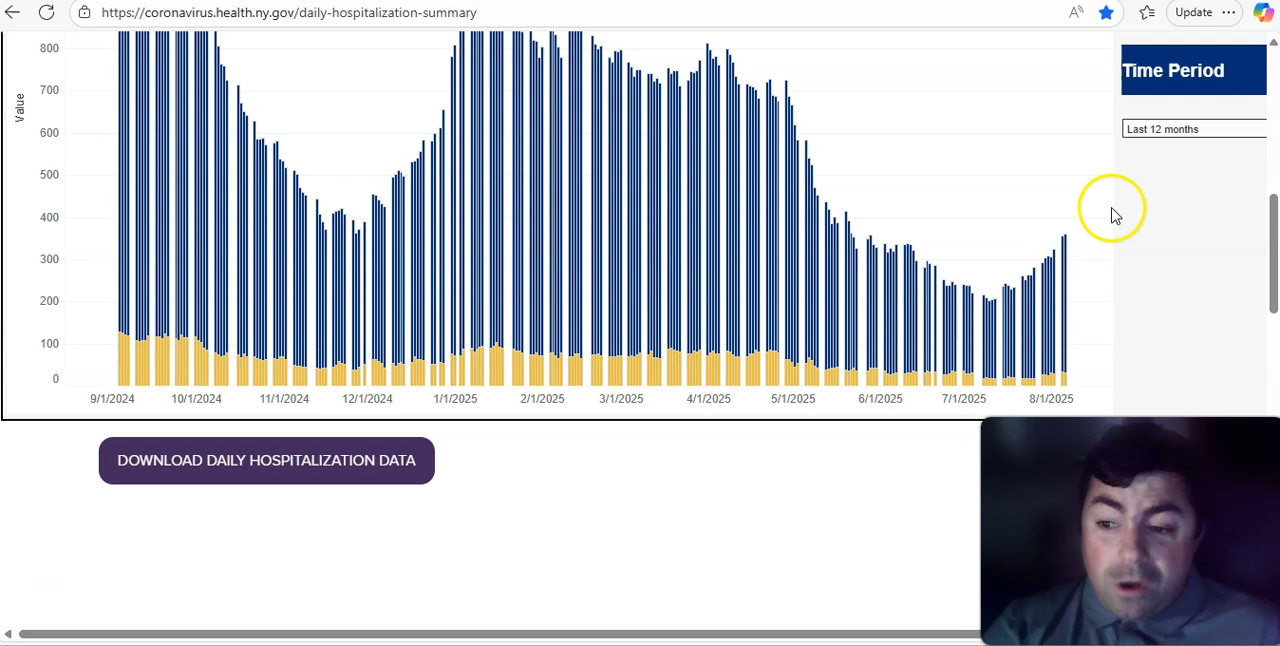 https://coronavirus.health.ny.gov/daily-hospitalization-summary
Update
800
700
600
500
400
300
200
100
0
Value
9/1/2024 10/1/2024 11/1/2024 12/1/2024 1/1/2025 2/1/2025 3/1/2025 4/1/2025 5/1/2025 6/1/2025 7/1/2025 8/1/2025
Time Period
Last 12 months
DOWNLOAD DAILY HOSPITALIZATION DATA